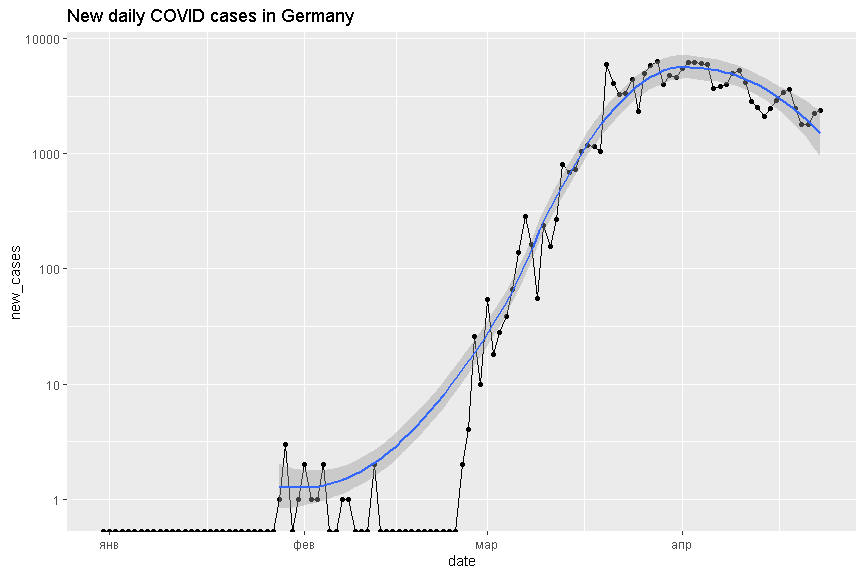 New daily COVID cases in Germany
10000
1000
100
10
1
new_cases
янв
фев
мар
апр
date